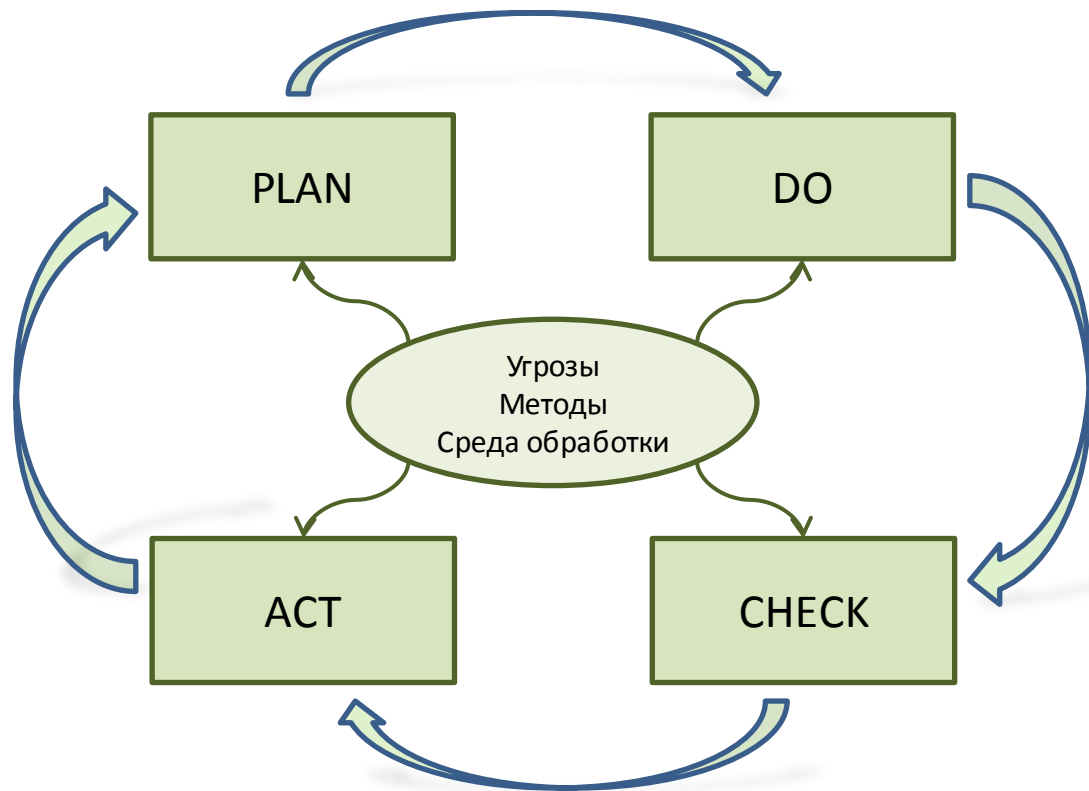 PLAN
DO
Угрозы
Методы
Среда обработки
ACT
CHECK